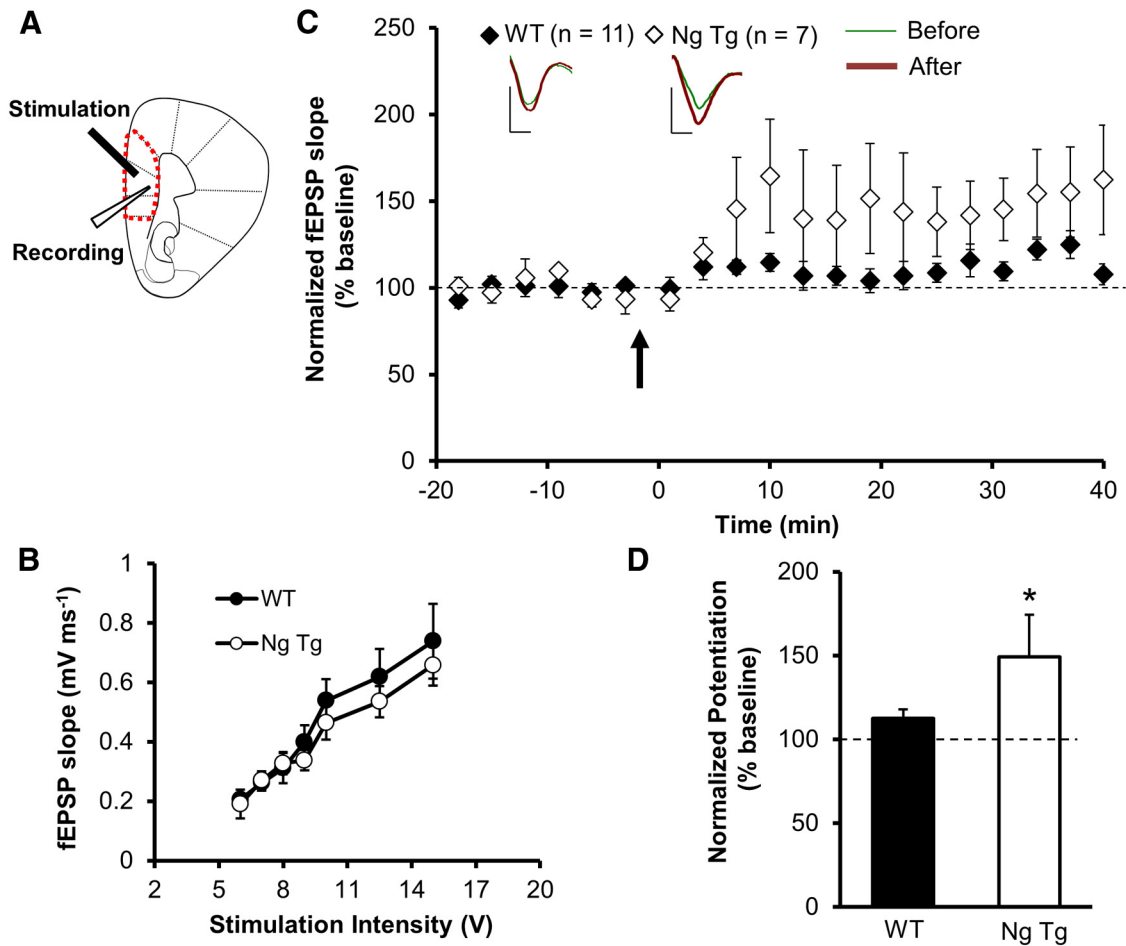 A
Stimulation
Recording
C
WT (n = 11) Ng Tg (n = 7)
Before
After
Normalized fEPSP slope
(% baseline)
250
200
150
100
50
0
-20 -10 0 10 20 30 40
Time (min)
B
WT
Ng Tg
fEPSP slope (mV ms-1)
1
0.8
0.6
0.4
0.2
0
2 5 8 11 14 17 20
Stimulation Intensity (V)
D
Normalized Potentiation
(% baseline)
200
150
100
50
0
*
WT Ng Tg